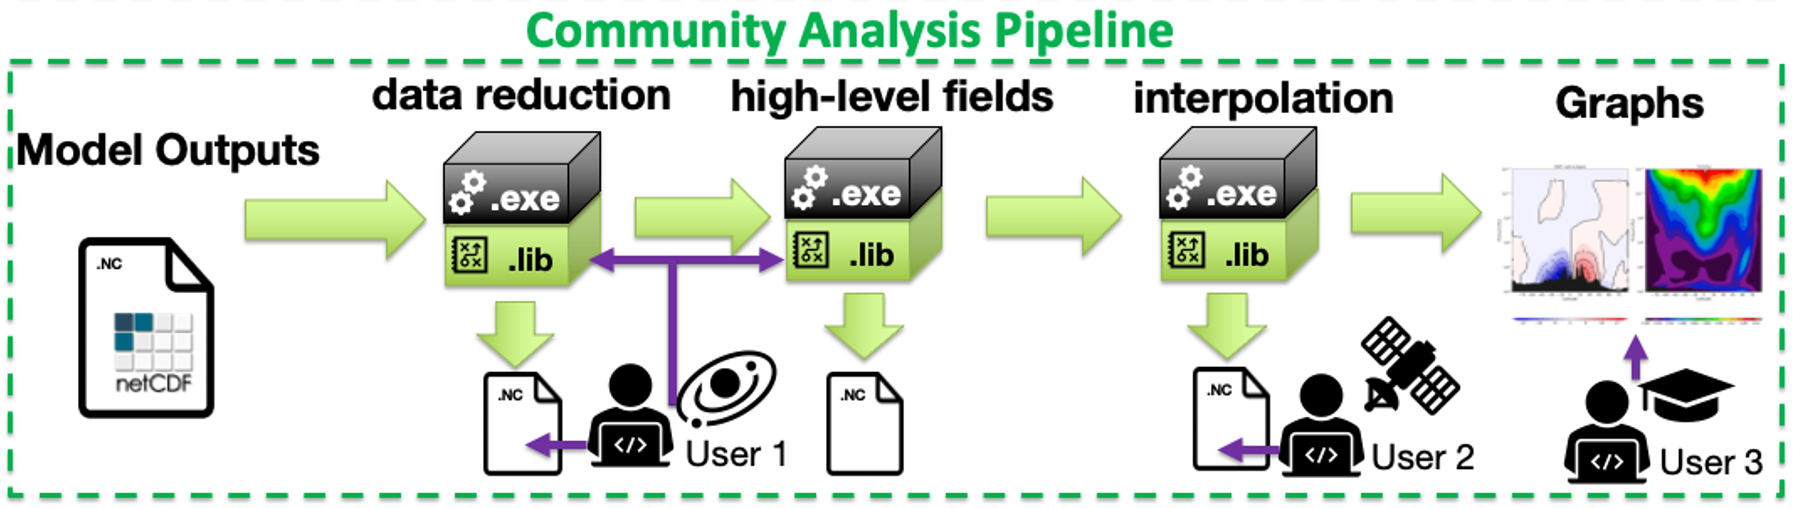 Community Analysis Pipeline
Model Outputs
data reduction
high-level fields
interpolation
Graphs
.NC
netCDF
.exe
.lib
.exe
.lib
.exe
.lib
.NC
</>
User 1
.NC
.NC
</>
User 2
</>
User 3